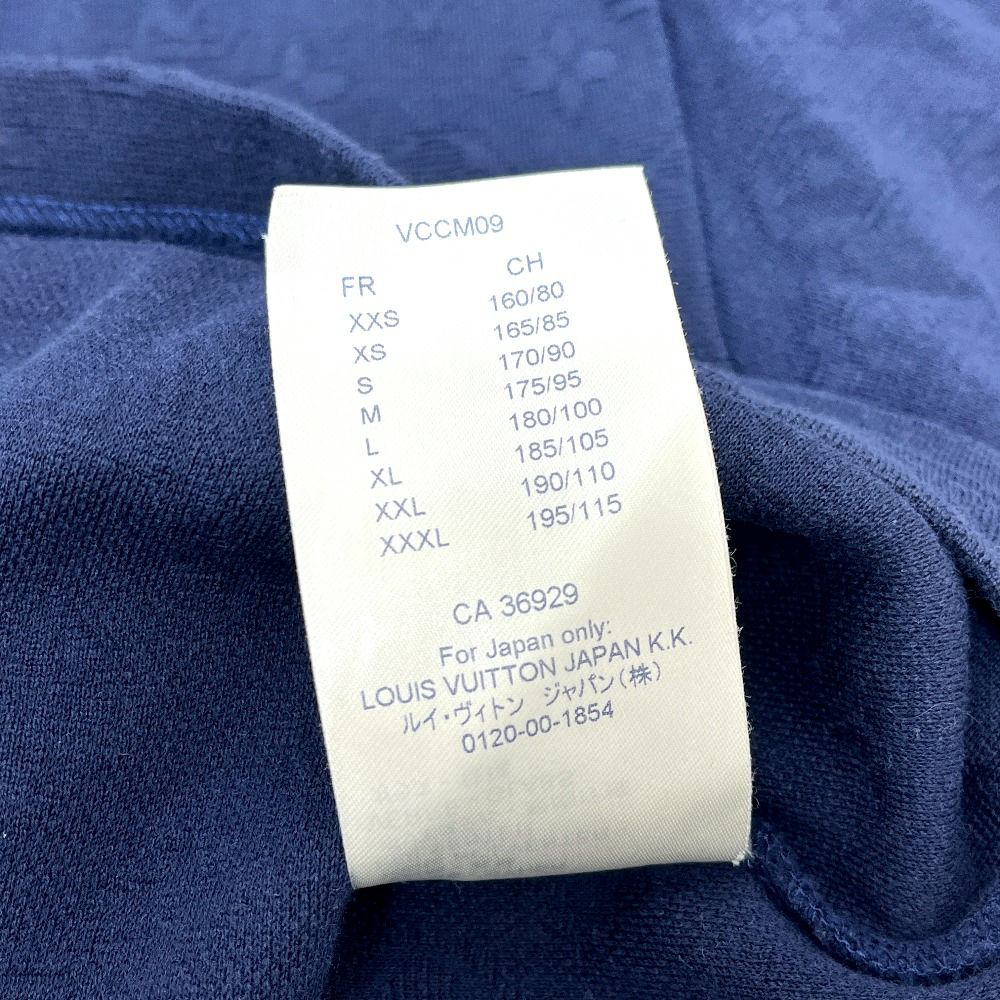 VCCM09
FR CH
XXS 160/80
XS 165/85
S 170/90
M 175/95
L 180/100
XL 185/105
XXL 190/110
XXXL 195/115
CA 36929
For Japan only:
LOUIS VUITTON JAPAN K.K.
ルイ・ヴィトン ジャパン(株)
0120-00-1854